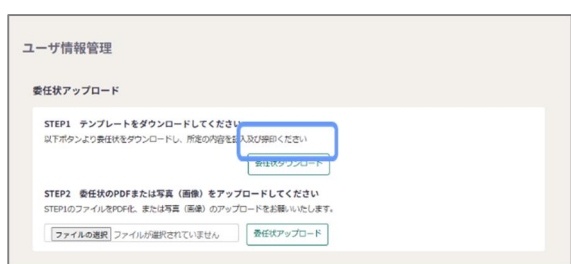 ユーザ情報管理
委任状アップロード
STEP1 テンプレートをダウンロードしてください
以下ボタンより委任状をダウンロードし、所定の内容を記入及び押印ください
委任状ダウンロード
STEP2 委任状のPDFまたは写真（画像）をアップロードしてください
STEP1のファイルをPDF化、または写真（画像）のアップロードをお願いいたします。
ファイルの選択 ファイルが選択されていません 委任状アップロード